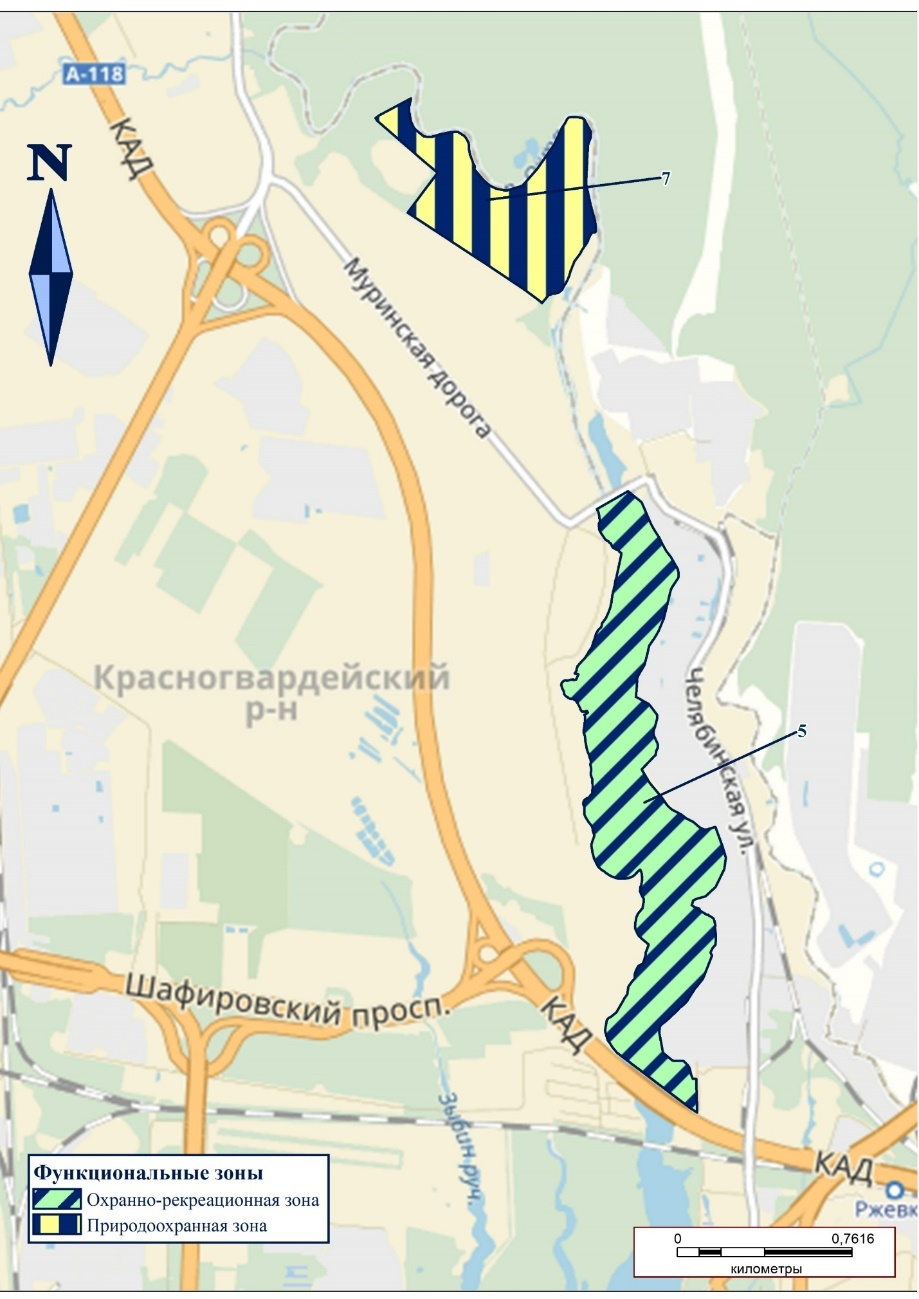 А-118
КАД
N
7
Муринская дорога
Красногвардейский
р-н
5
Челябинская ул.
Шафировский просп.
КАД
Зыбин руч.
КАД
Ржевк
Функциональные зоны
Охранно-рекреационная зона
Природоохранная зона
0 0,7616
километры